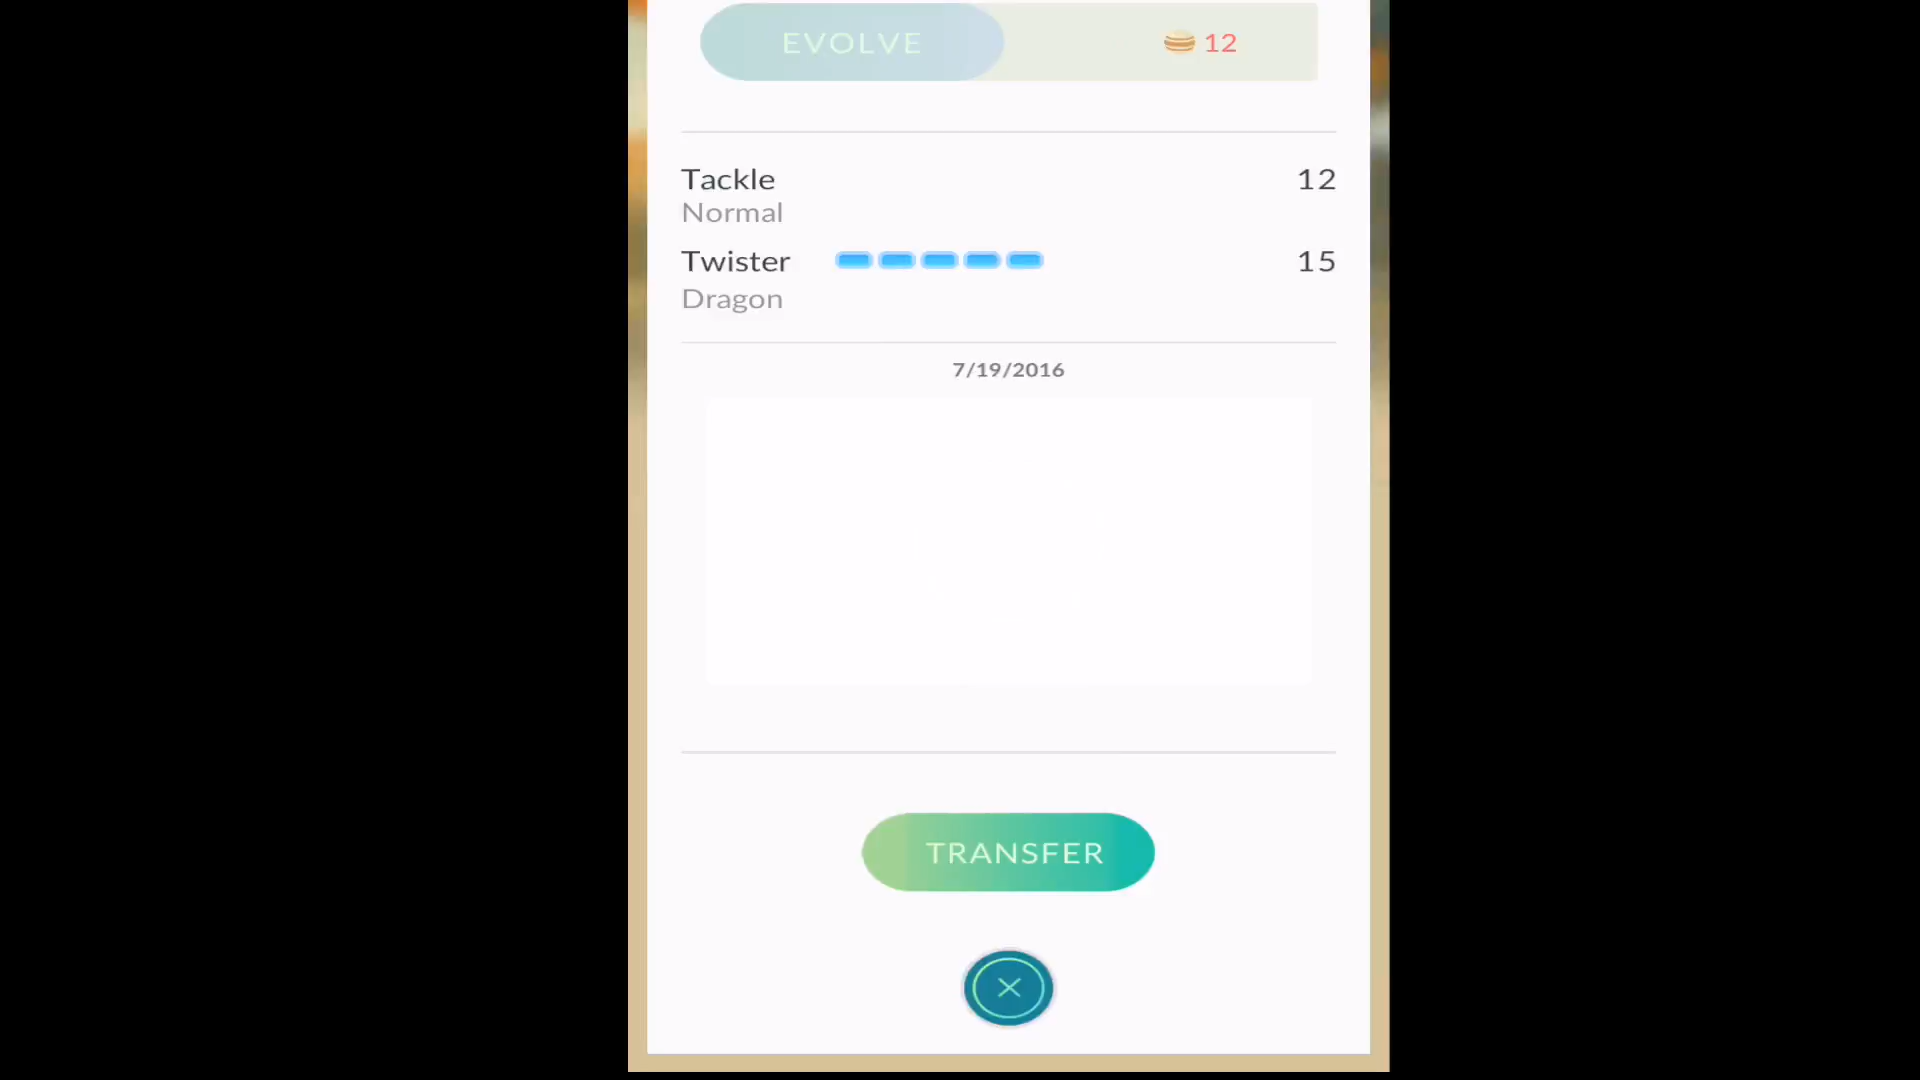 EVOLVE 12
Tackle 12
Normal
Twister 15
Dragon
7/19/2016
TRANSFER